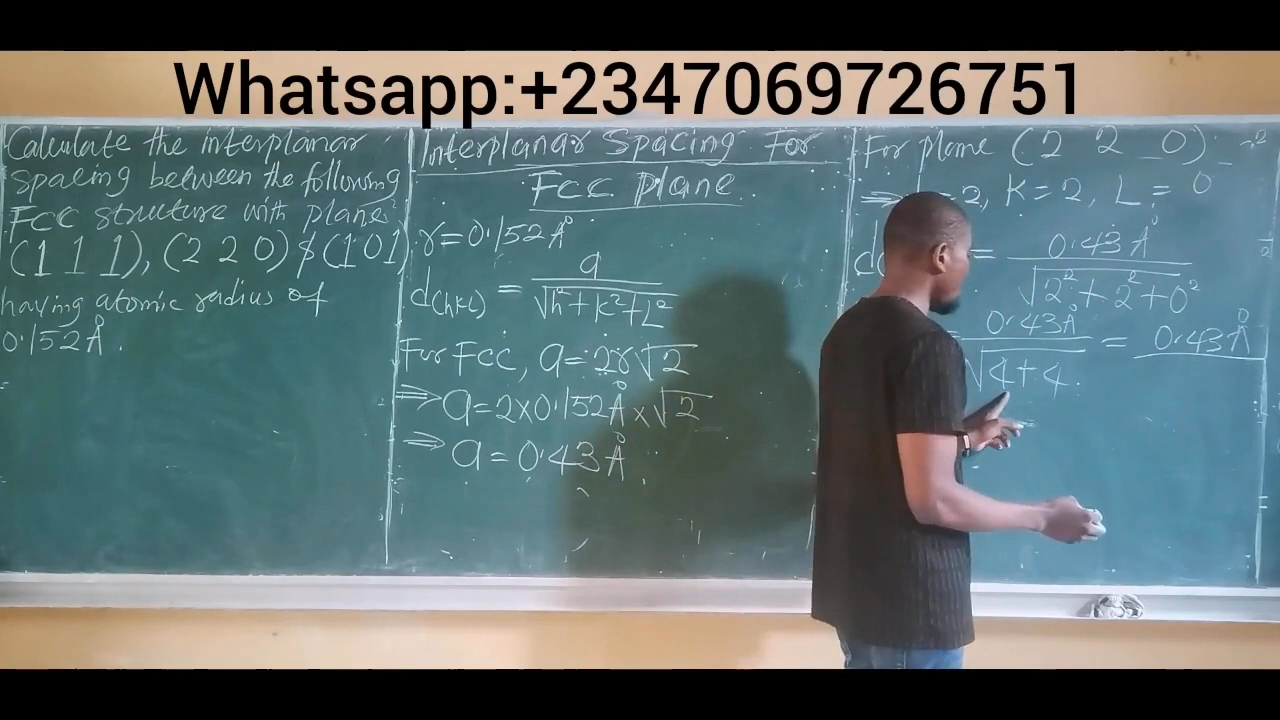 Whatsapp:+2347069726751
Calculate the interplanar
spacing between the following
FCC structure with plane
(1 1 1), (2 2 0) $ (1 0 1)
having atomic radius of
0.152Å.
Interplanar Spacing For
Fcc plane
r=0.152Å
d(hkl) = a/√h²+K²+L²
For Fcc, a=2r√2
⇒ a=2×0.152Å×√2
⇒ a=0.43Å
For plane (2 2 0)
⇒ 2, K=2, L=0
d( = 0.43Å/√2²+2²+0²
0.43Å/√4+4 = 0.43Å